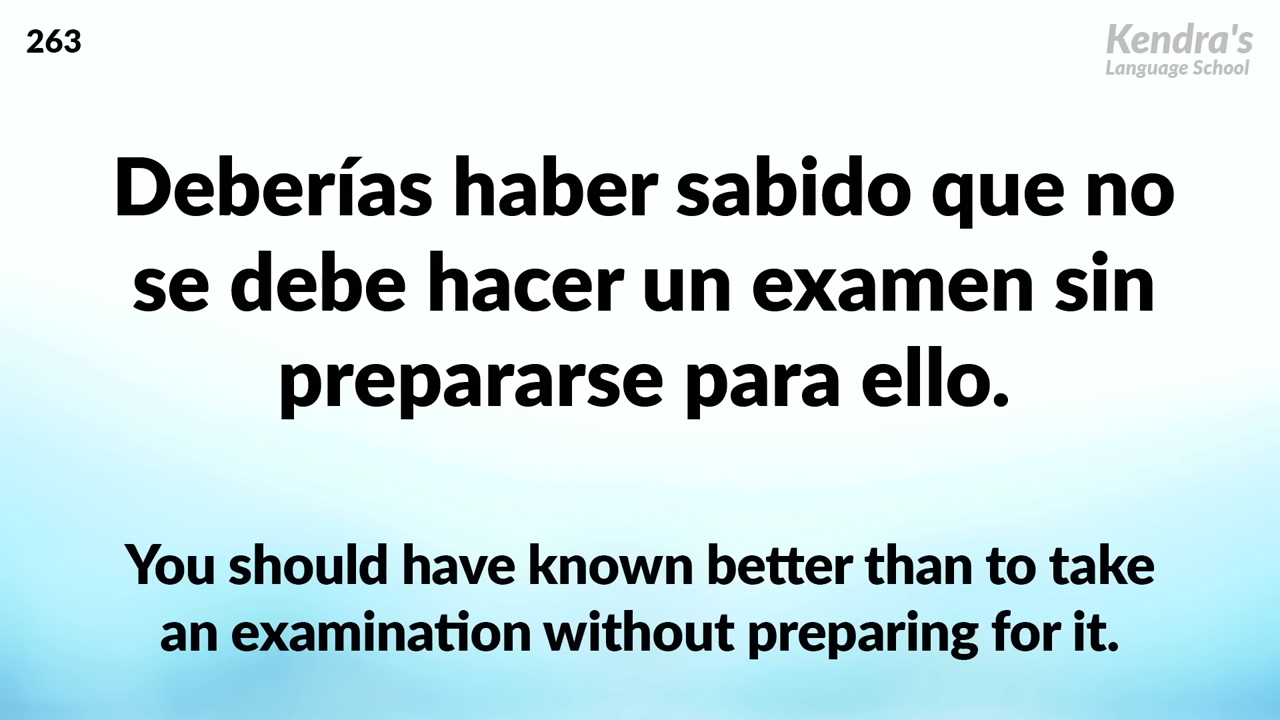 263
Kendra's
Language School
Deberías haber sabido que no
se debe hacer un examen sin
prepararse para ello.
You should have known better than to take
an examination without preparing for it.